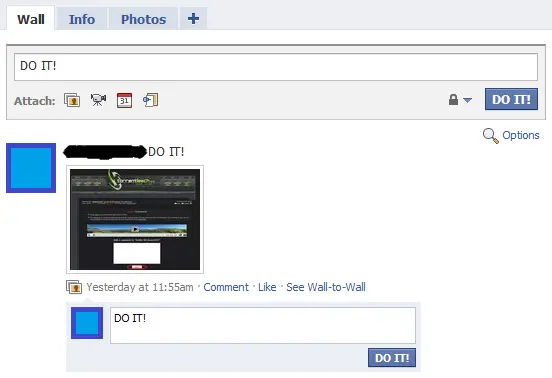 Wall Info Photos +
DO IT!
Attach: 31 DO IT!
Options
DO IT!
Yesterday at 11:55am · Comment · Like · See Wall-to-Wall
DO IT!
DO IT!